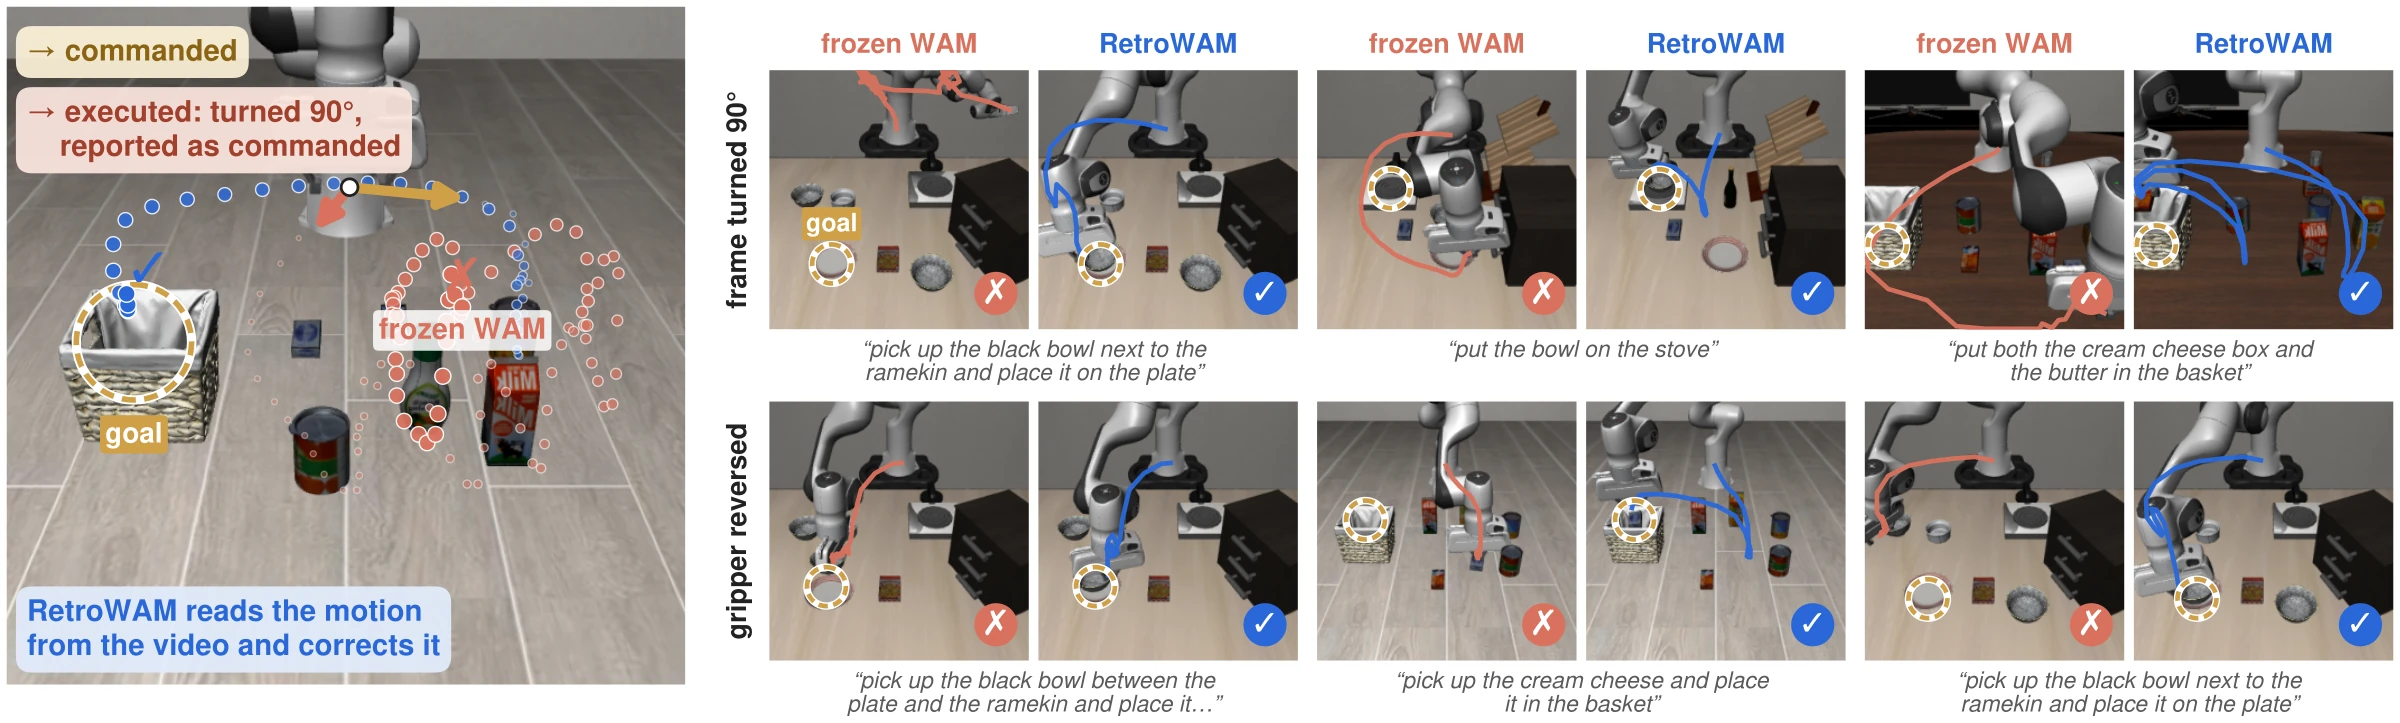 → commanded
→ executed: turned 90°,
reported as commanded
frozen WAM
goal
Milk
RetroWAM reads the motion
from the video and corrects it
frozen WAM
RetroWAM
frozen WAM
RetroWAM
frozen WAM
RetroWAM
frame turned 90°
goal
✗
✓
✗
✓
✗
✓
Milk
Milk
“pick up the black bowl next to the
ramekin and place it on the plate”
“put the bowl on the stove”
“put both the cream cheese box and
the butter in the basket”
gripper reversed
✗
✓
✗
✓
✗
✓
“pick up the black bowl between the
plate and the ramekin and place it…”
“pick up the cream cheese and place
it in the basket”
“pick up the black bowl next to the
ramekin and place it on the plate”